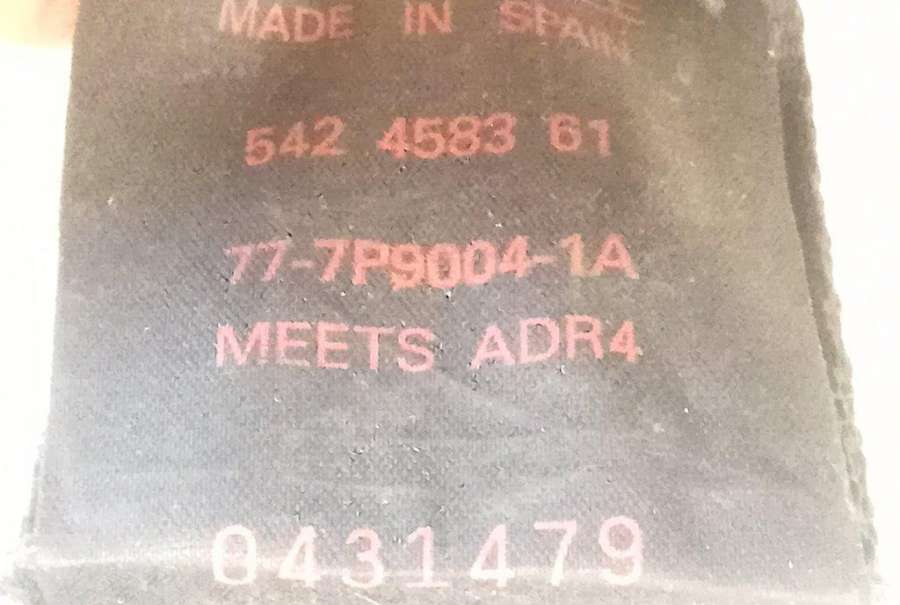 MADE IN SPAIN
542 4583 61
77-7P9004-1A
MEETS ADR4
0431479